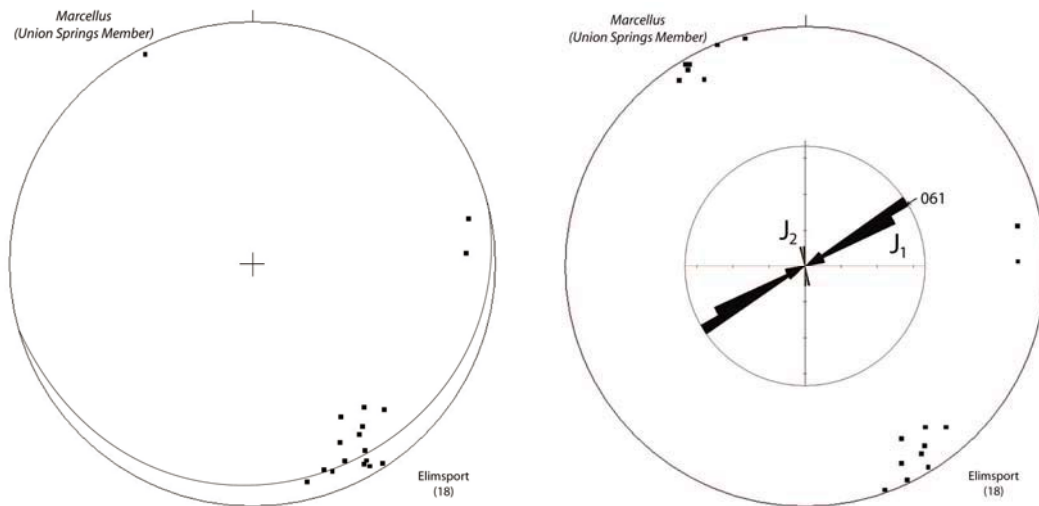 Marcellus
(Union Springs Member)
Elimsport
(18)
Marcellus
(Union Springs Member)
061
J2
J1
Elimsport
(18)